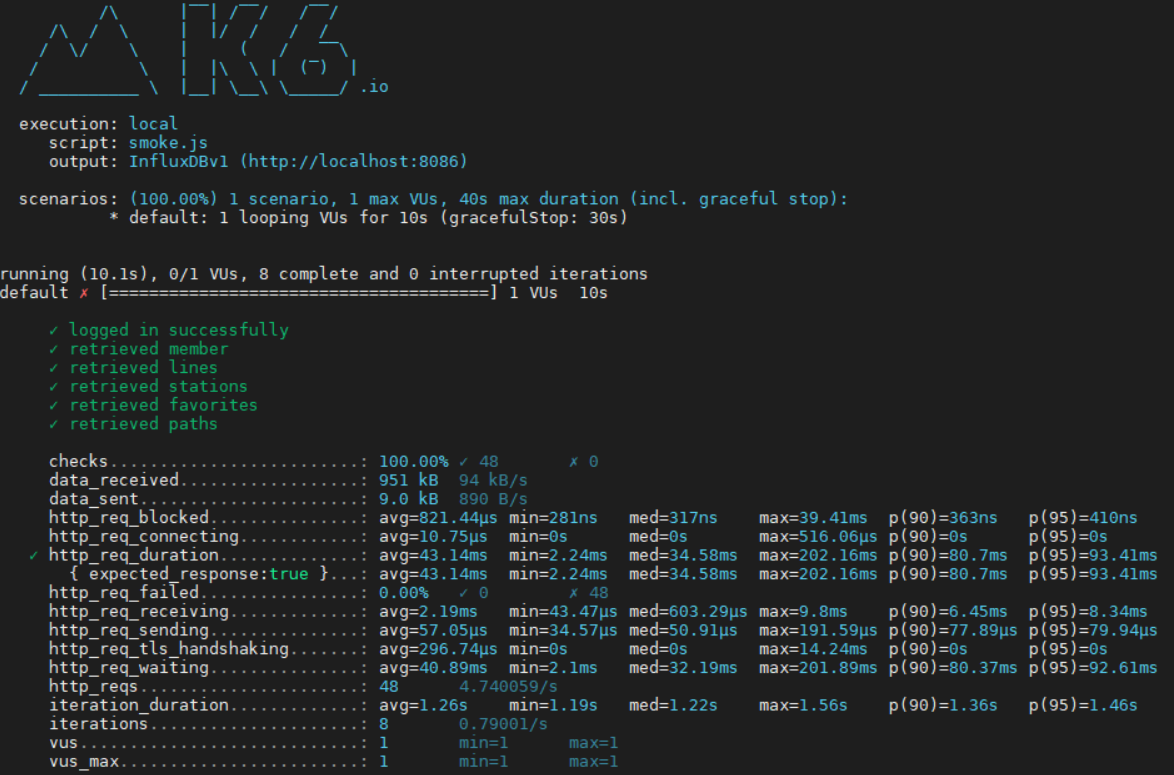 /\      |‾‾| /‾‾/   /‾‾/
     /\  /  \     |  |/  /   /  /
    /  \/    \    |     (   /   ‾‾\
   /          \   |  |\  \ |  (‾)  |
  / __________ \  |__| \__\ \_____/ .io
execution: local
script: smoke.js
output: InfluxDBv1 (http://localhost:8086)
scenarios: (100.00%) 1 scenario, 1 max VUs, 40s max duration (incl. graceful stop):
* default: 1 looping VUs for 10s (gracefulStop: 30s)
running (10.1s), 0/1 VUs, 8 complete and 0 interrupted iterations
default ✗ [======================================] 1 VUs  10s
✓ logged in successfully
✓ retrieved member
✓ retrieved lines
✓ retrieved stations
✓ retrieved favorites
✓ retrieved paths
checks.........................: 100.00% ✓ 48       ✗ 0
data_received..................: 951 kB  94 kB/s
data_sent......................: 9.0 kB  890 B/s
http_req_blocked...............: avg=821.44µs min=281ns   med=317ns    max=39.41ms  p(90)=363ns   p(95)=410ns
http_req_connecting............: avg=10.75µs  min=0s      med=0s       max=516.06µs p(90)=0s      p(95)=0s
✓ http_req_duration..............: avg=43.14ms  min=2.24ms  med=34.58ms  max=202.16ms p(90)=80.7ms  p(95)=93.41ms
{ expected_response:true }...: avg=43.14ms  min=2.24ms  med=34.58ms  max=202.16ms p(90)=80.7ms  p(95)=93.41ms
http_req_failed................: 0.00%   ✓ 0        ✗ 48
http_req_receiving.............: avg=2.19ms   min=43.47µs med=603.29µs max=9.8ms    p(90)=6.45ms  p(95)=8.34ms
http_req_sending...............: avg=57.05µs  min=34.57µs med=50.91µs  max=191.59µs p(90)=77.89µs p(95)=79.94µs
http_req_tls_handshaking.......: avg=296.74µs min=0s      med=0s       max=14.24ms  p(90)=0s      p(95)=0s
http_req_waiting...............: avg=40.89ms  min=2.1ms   med=32.19ms  max=201.89ms p(90)=80.37ms p(95)=92.61ms
http_reqs......................: 48      4.740059/s
iteration_duration.............: avg=1.26s    min=1.19s   med=1.22s    max=1.56s    p(90)=1.36s   p(95)=1.46s
iterations.....................: 8       0.79001/s
vus............................: 1       min=1      max=1
vus_max........................: 1       min=1      max=1